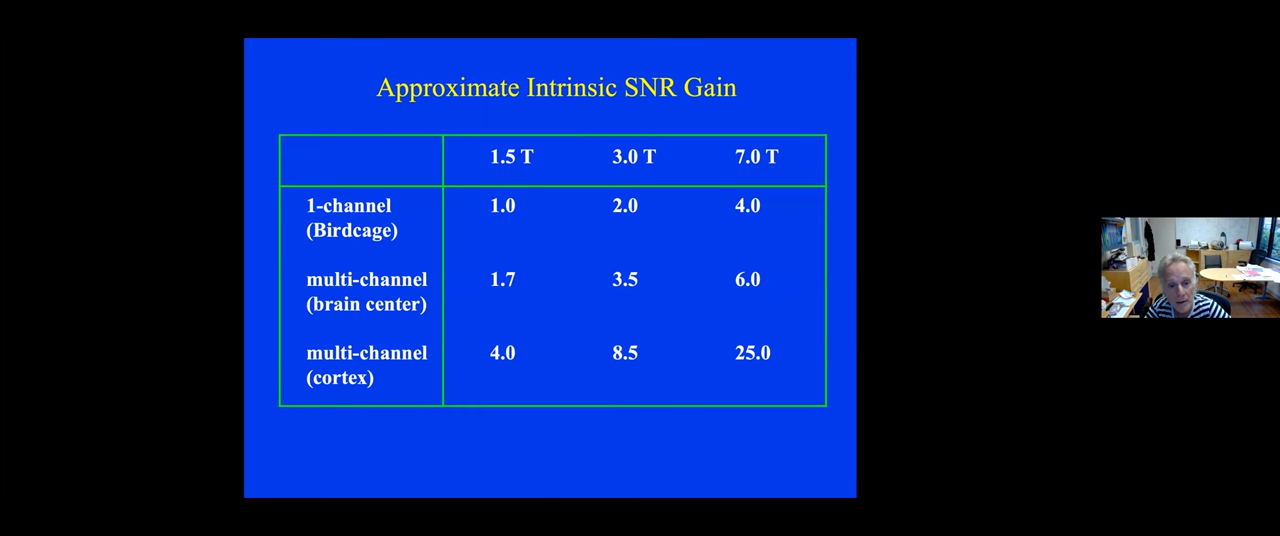 Approximate Intrinsic SNR Gain
1.5 T 3.0 T 7.0 T
1-channel 1.0 2.0 4.0
(Birdcage)
multi-channel 1.7 3.5 6.0
(brain center)
multi-channel 4.0 8.5 25.0
(cortex)